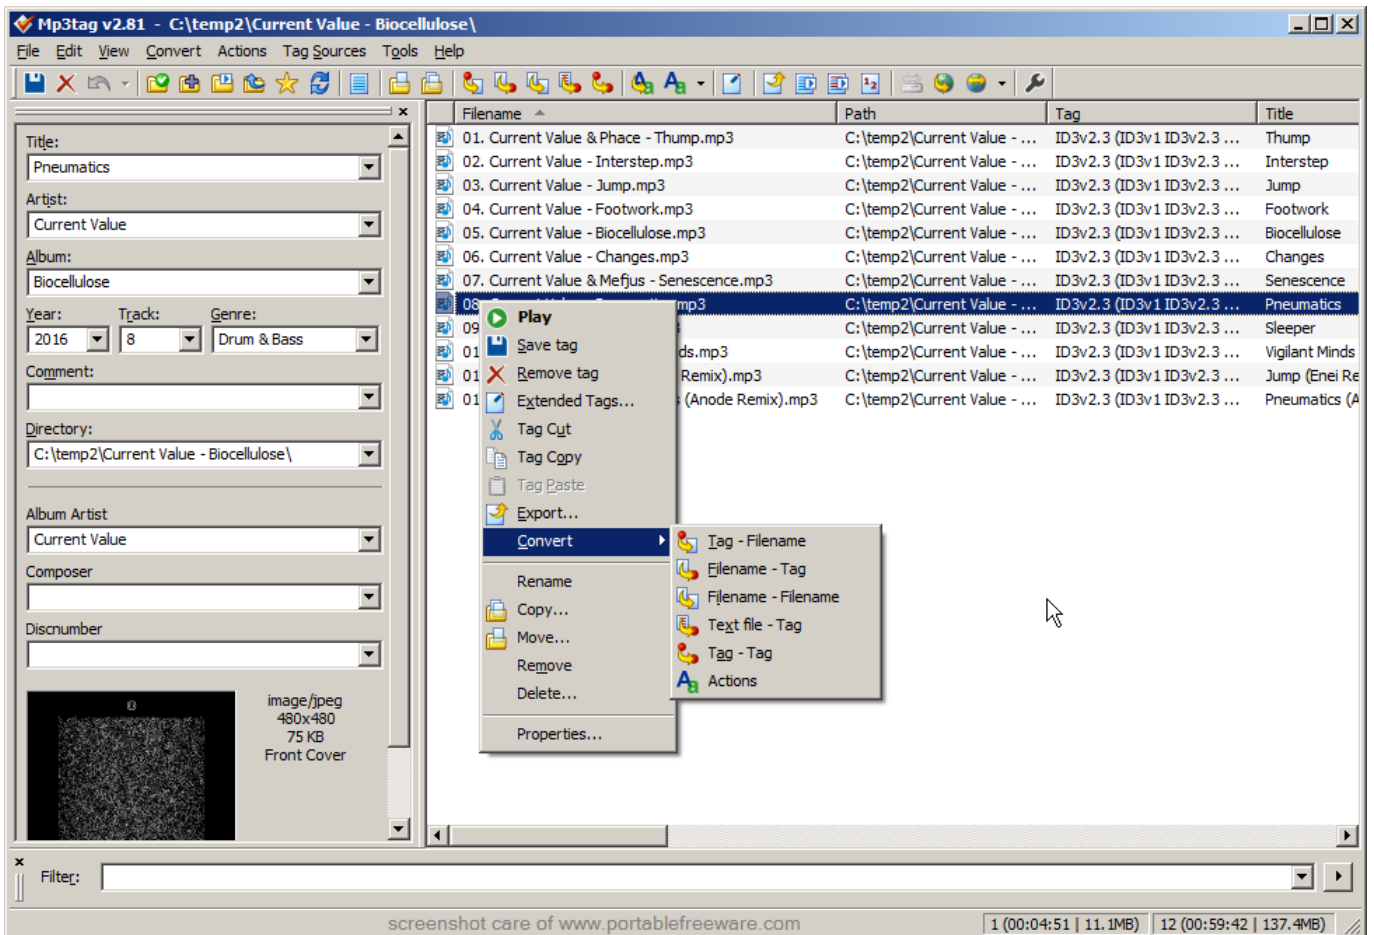 Mp3tag v2.81 - C:\temp2\Current Value - Biocellulose\
File Edit View Convert Actions Tag Sources Tools Help
Title:
Pneumatics
Artist:
Current Value
Album:
Biocellulose
Year: Track: Genre:
2016 8 Drum & Bass
Comment:
Directory:
C:\temp2\Current Value - Biocellulose\
Album Artist
Current Value
Composer
Discnumber
image/jpeg
480x480
75 KB
Front Cover
Filename Path Tag Title
01. Current Value & Phace - Thump.mp3 C:\temp2\Current Value - ... ID3v2.3 (ID3v1 ID3v2.3 ... Thump
02. Current Value - Interstep.mp3 C:\temp2\Current Value - ... ID3v2.3 (ID3v1 ID3v2.3 ... Interstep
03. Current Value - Jump.mp3 C:\temp2\Current Value - ... ID3v2.3 (ID3v1 ID3v2.3 ... Jump
04. Current Value - Footwork.mp3 C:\temp2\Current Value - ... ID3v2.3 (ID3v1 ID3v2.3 ... Footwork
05. Current Value - Biocellulose.mp3 C:\temp2\Current Value - ... ID3v2.3 (ID3v1 ID3v2.3 ... Biocellulose
06. Current Value - Changes.mp3 C:\temp2\Current Value - ... ID3v2.3 (ID3v1 ID3v2.3 ... Changes
07. Current Value & Mefjus - Senescence.mp3 C:\temp2\Current Value - ... ID3v2.3 (ID3v1 ID3v2.3 ... Senescence
08 mp3 C:\temp2\Current Value - ... ID3v2.3 (ID3v1 ID3v2.3 ... Pneumatics
09 C:\temp2\Current Value - ... ID3v2.3 (ID3v1 ID3v2.3 ... Sleeper
01 ds.mp3 C:\temp2\Current Value - ... ID3v2.3 (ID3v1 ID3v2.3 ... Vigilant Minds
01 Remix).mp3 C:\temp2\Current Value - ... ID3v2.3 (ID3v1 ID3v2.3 ... Jump (Enei Re
01 (Anode Remix).mp3 C:\temp2\Current Value - ... ID3v2.3 (ID3v1 ID3v2.3 ... Pneumatics (A
Play
Save tag
Remove tag
Extended Tags...
Tag Cut
Tag Copy
Tag Paste
Export...
Convert
Rename
Copy...
Move...
Remove
Delete...
Properties...
Tag - Filename
Filename - Tag
Filename - Filename
Text file - Tag
Tag - Tag
Actions
Filter:
screenshot care of www.portablefreeware.com
1 (00:04:51 | 11.1MB) 12 (00:59:42 | 137.4MB)